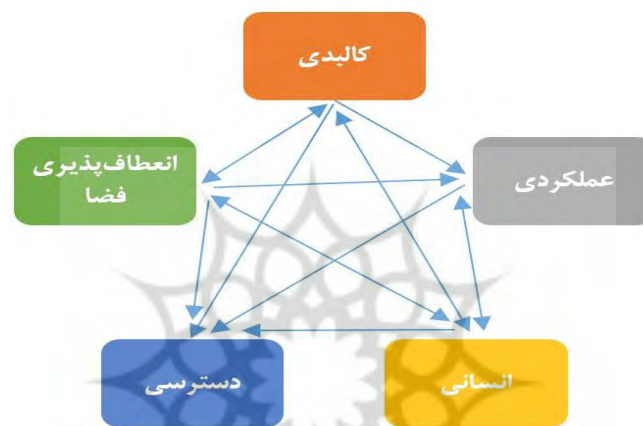 کالبدی
انعطاف‌پذیری
فضا
عملکردی
دسترسی
انسانی